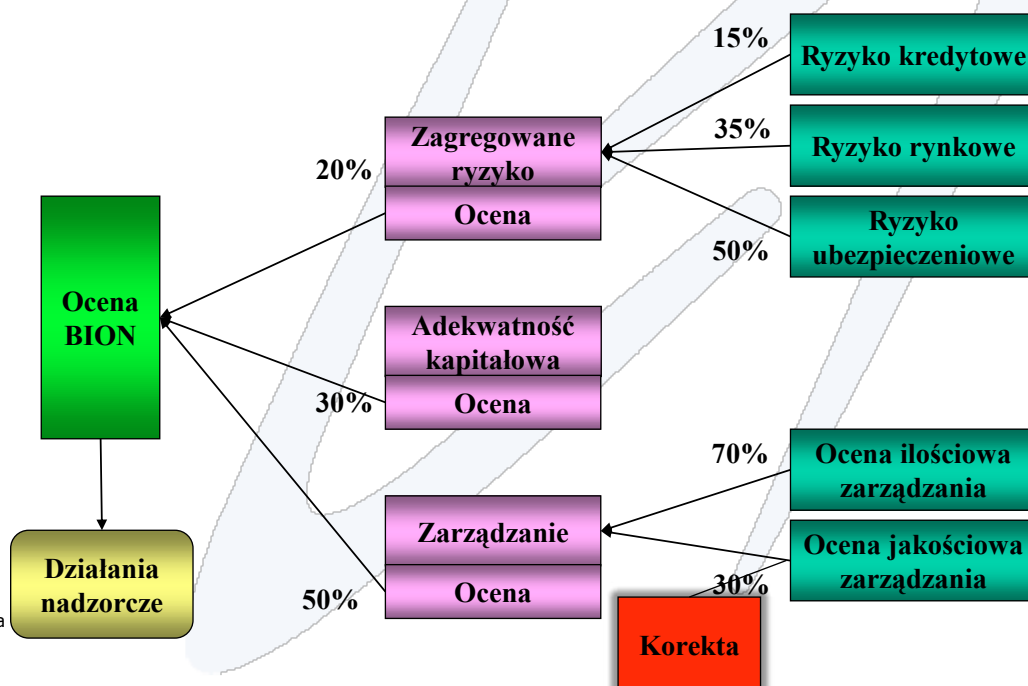 15%
Ryzyko kredytowe
35%
Ryzyko rynkowe
50%
Ryzyko
ubezpieczeniowe
20%
Zagregowane
ryzyko
Ocena
Ocena
BION
Adekwatność
kapitałowa
30%
Ocena
70%
Ocena ilościowa
zarządzania
Zarządzanie
50%
Ocena
Ocena jakościowa
zarządzania
30%
Korekta
Działania
nadzorcze
a